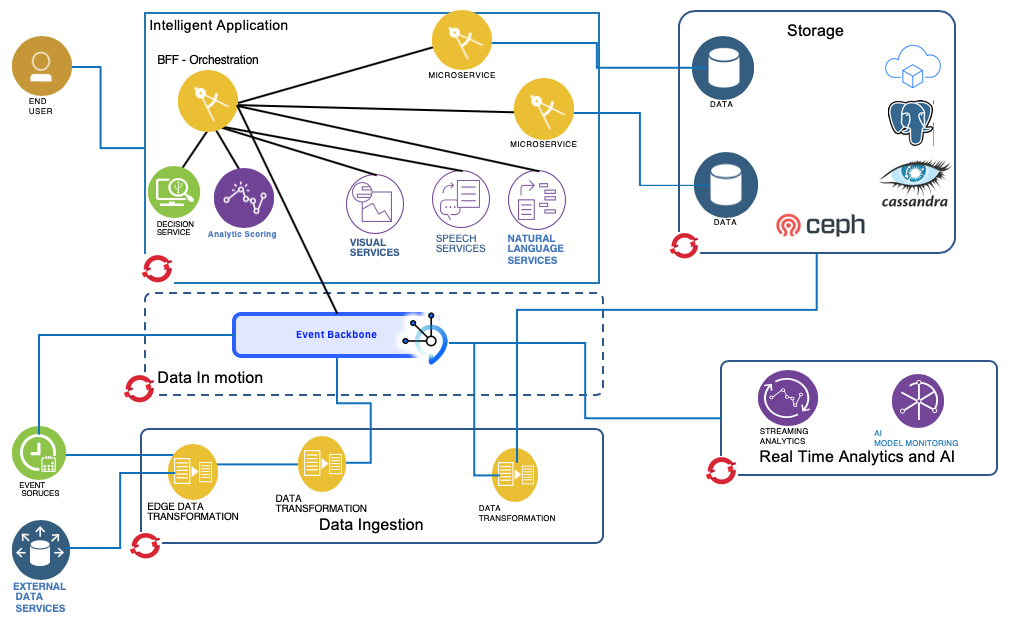 Intelligent Application
Storage
BFF - Orchestration
MICROSERVICE
END
USER
DATA
MICROSERVICE
DECISION
SERVICE
Analytic Scoring
VISUAL
SERVICES
SPEECH
SERVICES
NATURAL
LANGUAGE
SERVICES
DATA
cassandra
ceph
Event Backbone
Data In motion
STREAMING
ANALYTICS
AI
MODEL MONITORING
Real Time Analytics and AI
EVENT
SORUCES
EDGE DATA
TRANSFORMATION
DATA
TRANSFORMATION
DATA
TRANSFORMATION
Data Ingestion
EXTERNAL
DATA
SERVICES